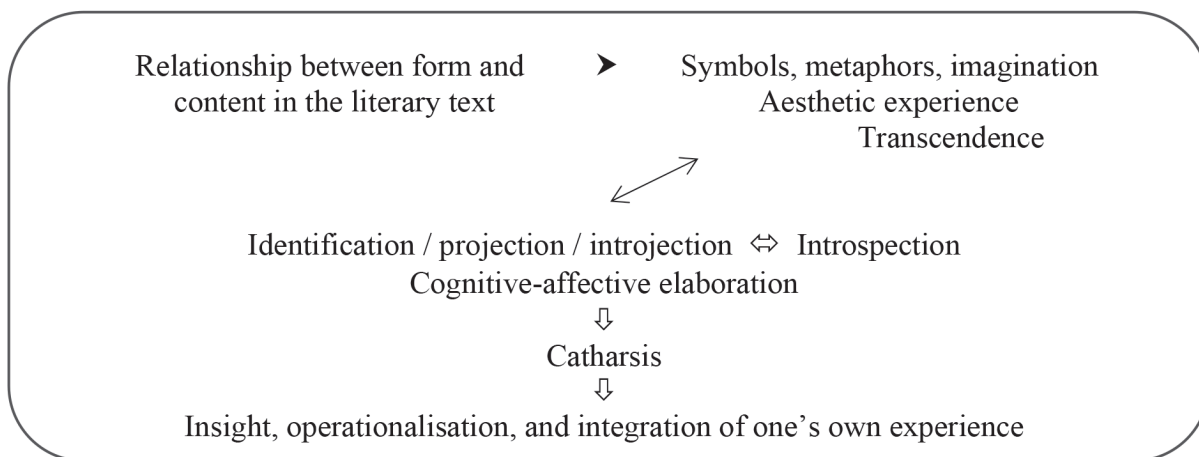 Relationship between form and ➤ Symbols, metaphors, imagination
content in the literary text Aesthetic experience
Transcendence
Identification / projection / introjection ⬄ Introspection
Cognitive-affective elaboration
⇩
Catharsis
⇩
Insight, operationalisation, and integration of one’s own experience